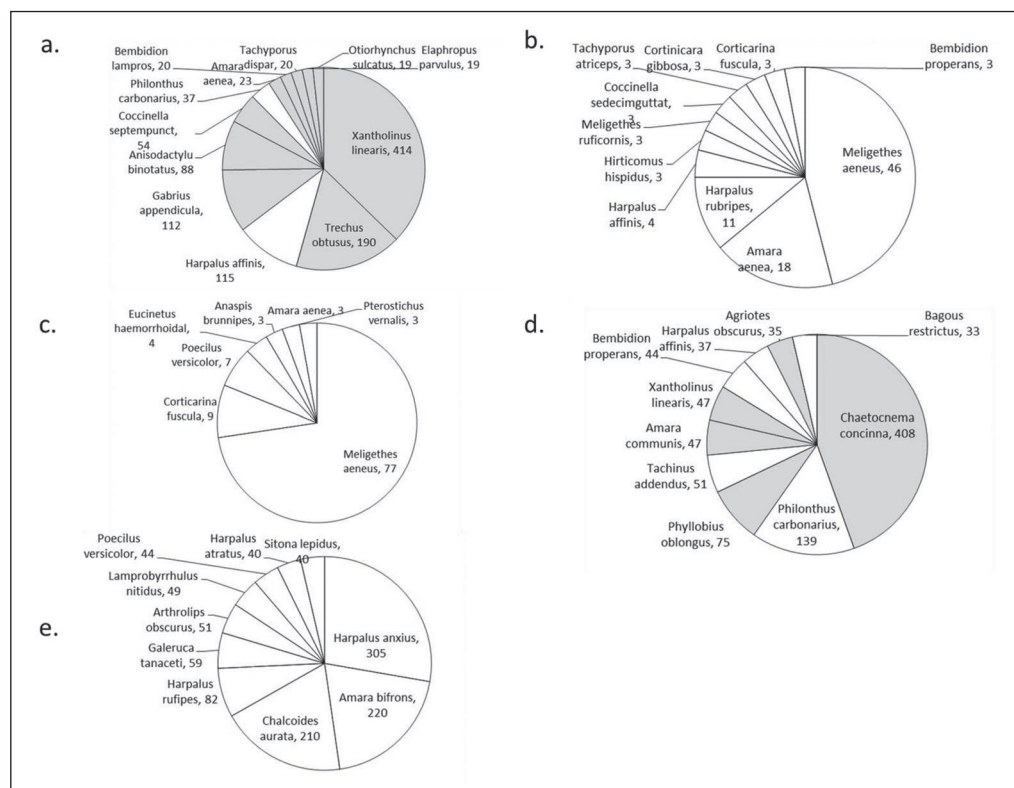 a.
Bembidion
lampros, 20
Tachyporus
dispar, 20
Amara
aenea, 23
Otiorhynchus
sulcatus, 19
Elaphropus
parvulus, 19
Philonthus
carbonarius, 37
Coccinella
septempunct,
54
Anisodactylu
binotatus, 88
Gabrius
appendicula,
112
Harpalus affinis,
115
Trechus
obtusus, 190
Xantholinus
linearis, 414
b.
Tachyporus
atriceps, 3
Cortinicara
gibbosa, 3
Corticarina
fuscula, 3
Bembidion
properans, 3
Coccinella
sedecimguttat,
3
Meligethes
ruficornis, 3
Hirticomus
hispidus, 3
Harpalus
affinis, 4
Harpalus
rubripes,
11
Amara
aenea, 18
Meligethes
aeneus, 46
c.
Eucinetus
haemorrhoidal,
4
Anaspis
brunnipes, 3
Amara aenea, 3
Pterostichus
vernalis, 3
Poecilus
versicolor, 7
Corticarina
fuscula, 9
Meligethes
aeneus, 77
d.
Bembidion
properans, 44
Harpalus
affinis, 37
Agriotes
obscurus, 35
Bagous
restrictus, 33
Xantholinus
linearis, 47
Amara
communis, 47
Tachinus
addendus, 51
Phyllobius
oblongus, 75
Philonthus
carbonarius,
139
Chaetocnema
concinna, 408
e.
Poecilus
versicolor, 44
Harpalus
atratus, 40
Sitona lepidus,
40
Lamprobyrrhulus
nitidus, 49
Arthrolips
obscurus, 51
Galeruca
tanaceti, 59
Harpalus
rufipes, 82
Chalcoides
aurata, 210
Amara bifrons,
220
Harpalus anxius,
305